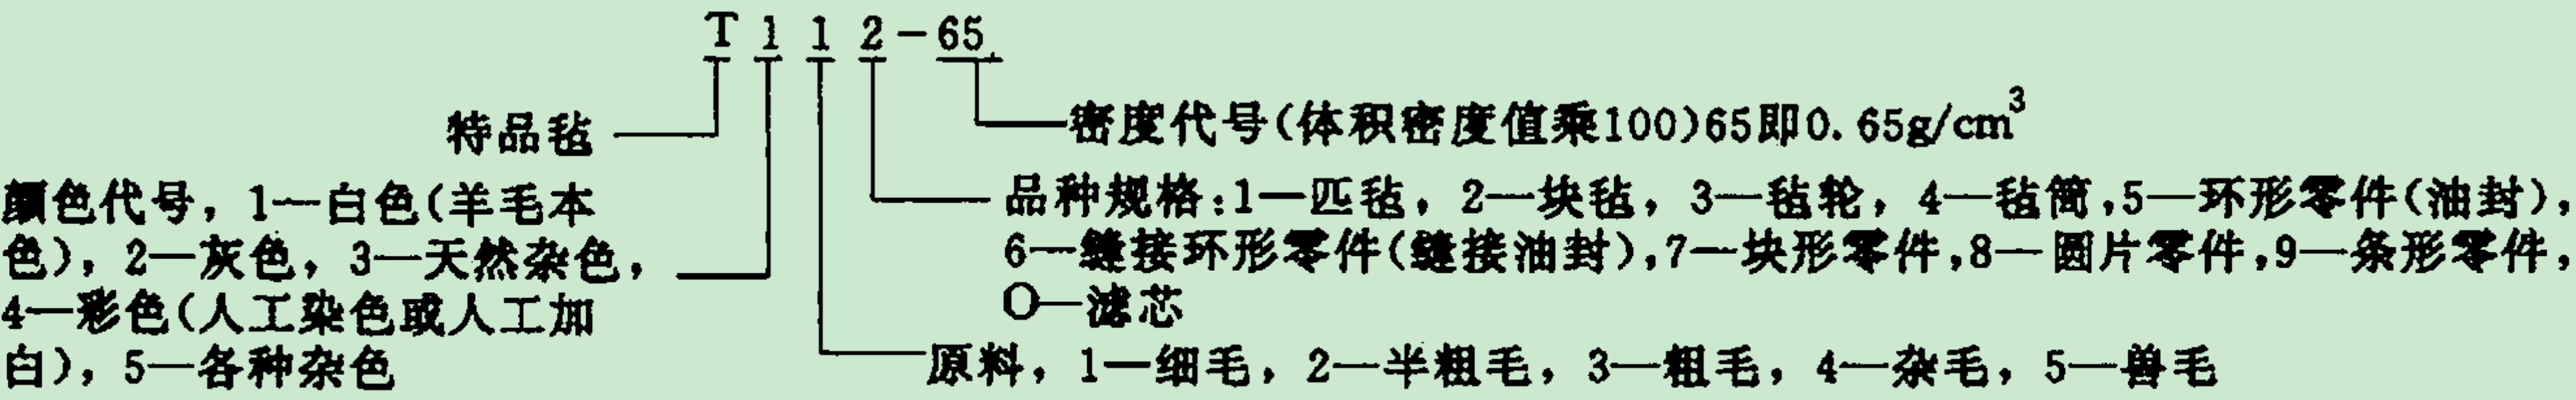 T 1 1 2-65
特品毡
密度代号(体积密度值乘100)65即0.65g/cm³
颜色代号，1—白色(羊毛本
色)，2—灰色，3—天然杂色，
4—彩色(人工染色或人工加
白)，5—各种杂色
品种规格:1—匹毡，2—块毡，3—毡轮，4—毡筒,5—环形零件(油封),
6—缝接环形零件(缝接油封),7—块形零件,8—圆片零件,9—条形零件,
O—滤芯
原料，1—细毛，2—半粗毛，3—粗毛，4—杂毛，5—兽毛